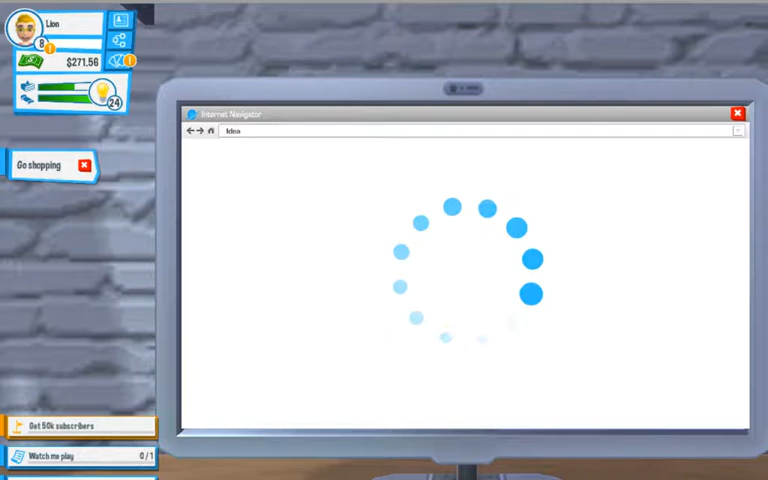 Lion
8
$271.56
24
Go shopping
Internet Navigator ...
Idea
Get 50k subscribers
Watch me play 0 / 1